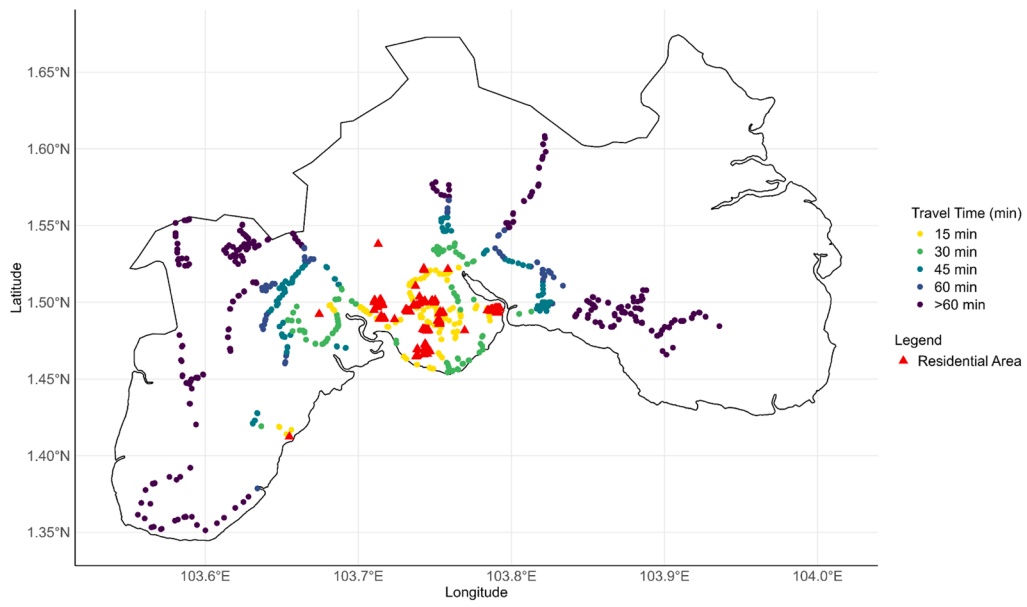 1.65°N
1.60°N
1.55°N
1.50°N
1.45°N
1.40°N
1.35°N
Latitude
103.6°E 103.7°E 103.8°E 103.9°E 104.0°E
Longitude
Travel Time (min)
15 min
30 min
45 min
60 min
>60 min
Legend
Residential Area